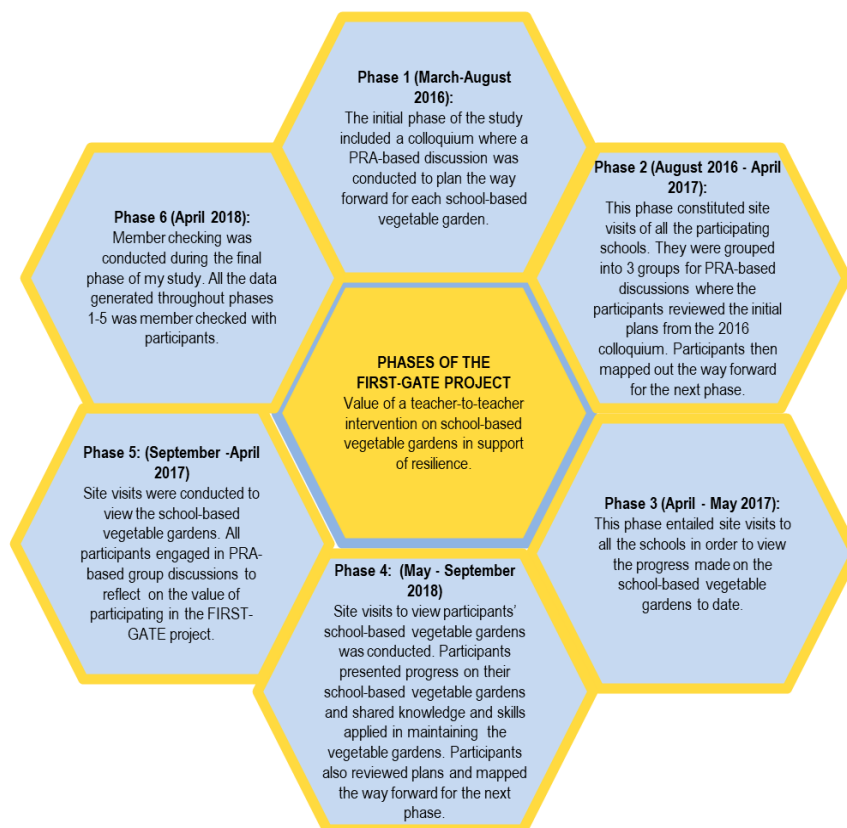 Phase 1 (March-August
2016):
The initial phase of the study
included a colloquium where a
PRA-based discussion was
conducted to plan the way
forward for each school-based
vegetable garden.
Phase 2 (August 2016 - April
2017):
This phase constituted site
visits of all the participating
schools. They were grouped
into 3 groups for PRA-based
discussions where the
participants reviewed the initial
plans from the 2016
colloquium. Participants then
mapped out the way forward
for the next phase.
Phase 3 (April - May 2017):
This phase entailed site visits to
all the schools in order to view
the progress made on the
school-based vegetable
gardens to date.
Phase 4: (May - September
2018)
Site visits to view participants'
school-based vegetable gardens
was conducted. Participants
presented progress on their
school-based vegetable gardens
and shared knowledge and skills
applied in maintaining the
vegetable gardens. Participants
also reviewed plans and mapped
the way forward for the next
phase.
Phase 5: (September -April
2017)
Site visits were conducted to
view the school-based
vegetable gardens. All
participants engaged in PRA-
based group discussions to
reflect on the value of
participating in the FIRST-
GATE project.
Phase 6 (April 2018):
Member checking was
conducted during the final
phase of my study. All the data
generated throughout phases
1-5 was member checked with
participants.
PHASES OF THE
FIRST-GATE PROJECT
Value of a teacher-to-teacher
intervention on school-based
vegetable gardens in support
of resilience.